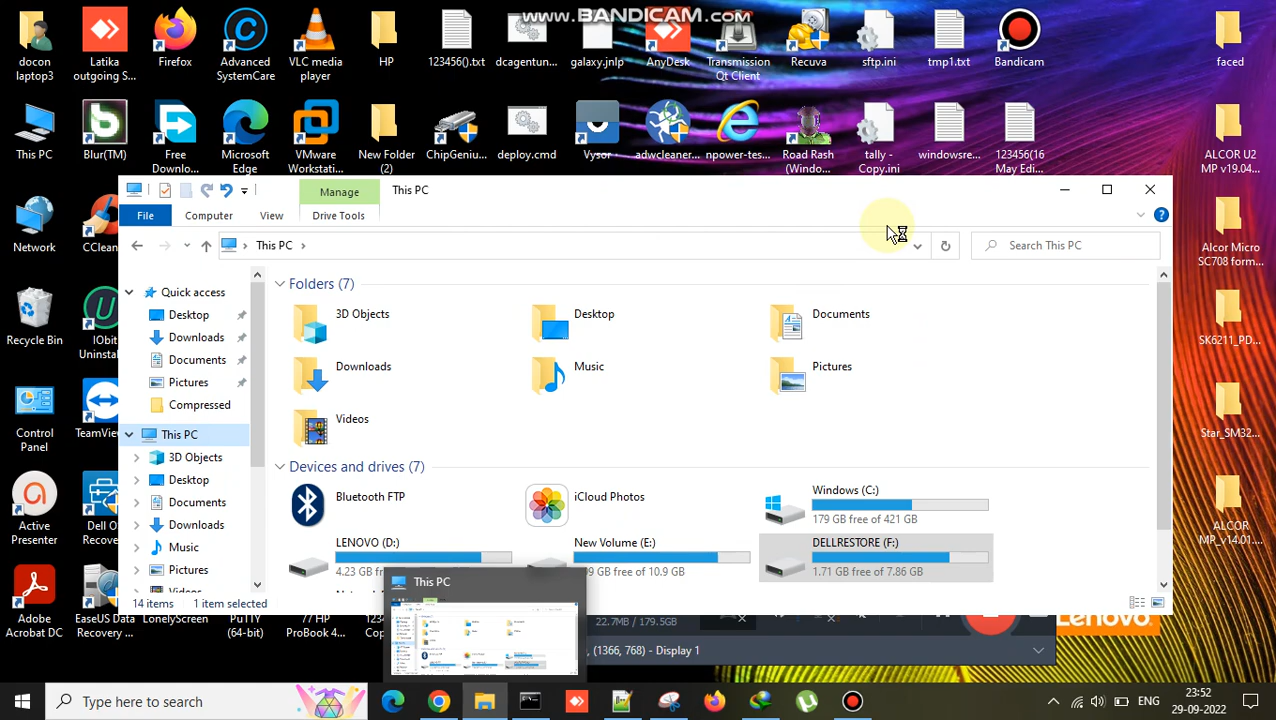 www.BANDICAM.com
docon
laptop3
Latika
outgoing S...
Firefox
Advanced
SystemCare
VLC media
player
HP
123456().txt
dcagentun...
galaxy.jnlp
AnyDesk
Transmission
Qt Client
Recuva
sftp.ini
tmp1.txt
Bandicam
faced
This PC
Blur(TM)
Free
Downlo...
Microsoft
Edge
VMware
Workstati...
New Folder
(2)
ChipGeniu...
deploy.cmd
Vysor
adwcleaner...
npower-tes...
Road Rash
(Windo...
tally -
Copy.ini
windowsre...
123456(16
May Edi...
ALCOR U2
MP v19.04...
Manage
This PC
File
Computer
View
Drive Tools
This PC
Search This PC
Network
CClean
Recycle Bin
IObit
Uninstal
Control
Panel
TeamView
Active
Presenter
Dell O
Recove
Adobe
Acrobat DC
EaseUS Da
Recovery ...
Quick access
Desktop
Downloads
Documents
Pictures
Compressed
This PC
3D Objects
Desktop
Documents
Downloads
Music
Pictures
Videos
Folders (7)
3D Objects
Desktop
Documents
Downloads
Music
Pictures
Videos
Devices and drives (7)
Bluetooth FTP
iCloud Photos
Windows (C:)
179 GB free of 421 GB
LENOVO (D:)
4.23 GB free
New Volume (E:)
GB free of 10.9 GB
DELLRESTORE (F:)
1.71 GB free of 7.86 GB
14 items
1 item selected
Alcor Micro
SC708 form...
SK6211_PD...
Star_SM32...
ALCOR
MP_v14.01...
This PC
PuTTY
(64-bit)
77 HP
ProBook 4...
22.7MB / 179.5GB
, (1366, 768) - Display 1
Lenovo
Type here to search
ENG
23:52
29-09-2022